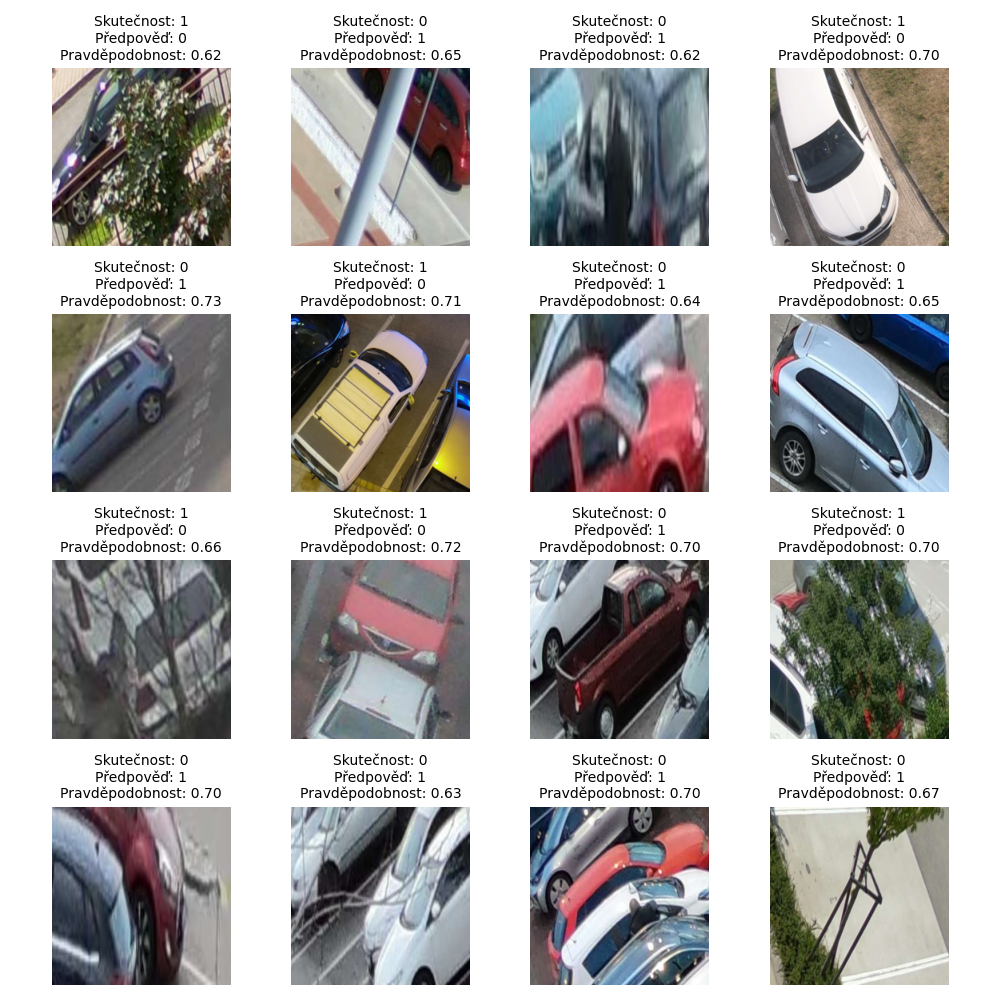 Skutečnost: 1
Předpověď: 0
Pravděpodobnost: 0.62
Skutečnost: 0
Předpověď: 1
Pravděpodobnost: 0.65
Skutečnost: 0
Předpověď: 1
Pravděpodobnost: 0.62
Skutečnost: 1
Předpověď: 0
Pravděpodobnost: 0.70
Skutečnost: 0
Předpověď: 1
Pravděpodobnost: 0.73
Skutečnost: 1
Předpověď: 0
Pravděpodobnost: 0.71
Skutečnost: 0
Předpověď: 1
Pravděpodobnost: 0.64
Skutečnost: 0
Předpověď: 1
Pravděpodobnost: 0.65
Skutečnost: 1
Předpověď: 0
Pravděpodobnost: 0.66
Skutečnost: 1
Předpověď: 0
Pravděpodobnost: 0.72
Skutečnost: 0
Předpověď: 1
Pravděpodobnost: 0.70
Skutečnost: 1
Předpověď: 0
Pravděpodobnost: 0.70
Skutečnost: 0
Předpověď: 1
Pravděpodobnost: 0.70
Skutečnost: 0
Předpověď: 1
Pravděpodobnost: 0.63
Skutečnost: 0
Předpověď: 1
Pravděpodobnost: 0.70
Skutečnost: 0
Předpověď: 1
Pravděpodobnost: 0.67